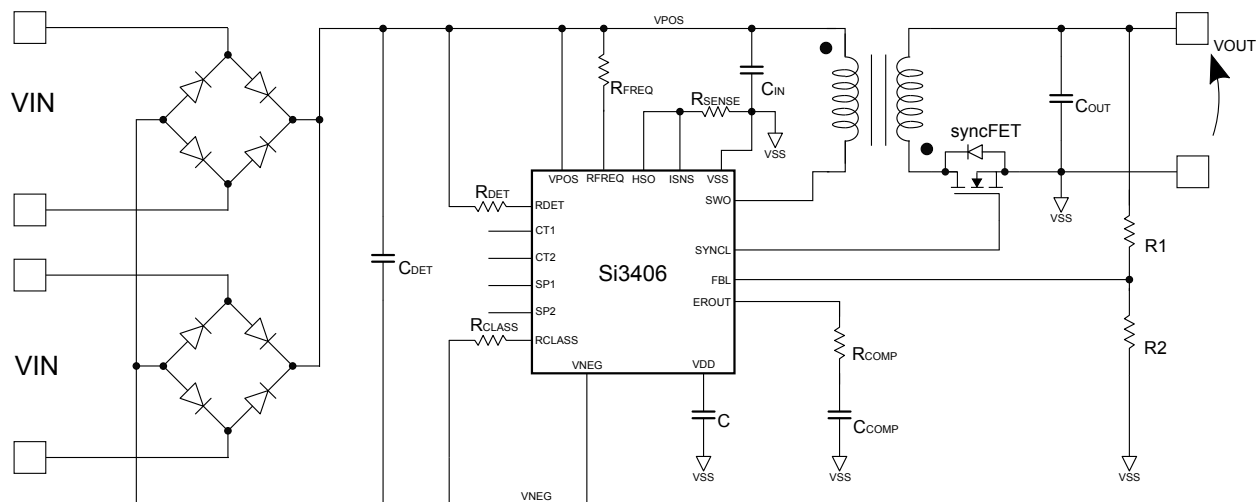 VPOS
VIN
RFREQ
CIN
RSENSE
VSS
COUT
VOUT
syncFET
VSS
VPOS RFREQ HSO ISNS VSS
RDET
RDET
SWO
CT1
CT2
SP1
SP2
RCLASS
RCLASS
Si3406
SYNCL
FBL
EROUT
VNEG
VDD
CDET
R1
R2
VIN
RCOMP
C
CCOMP
VSS
VSS
VSS
VNEG